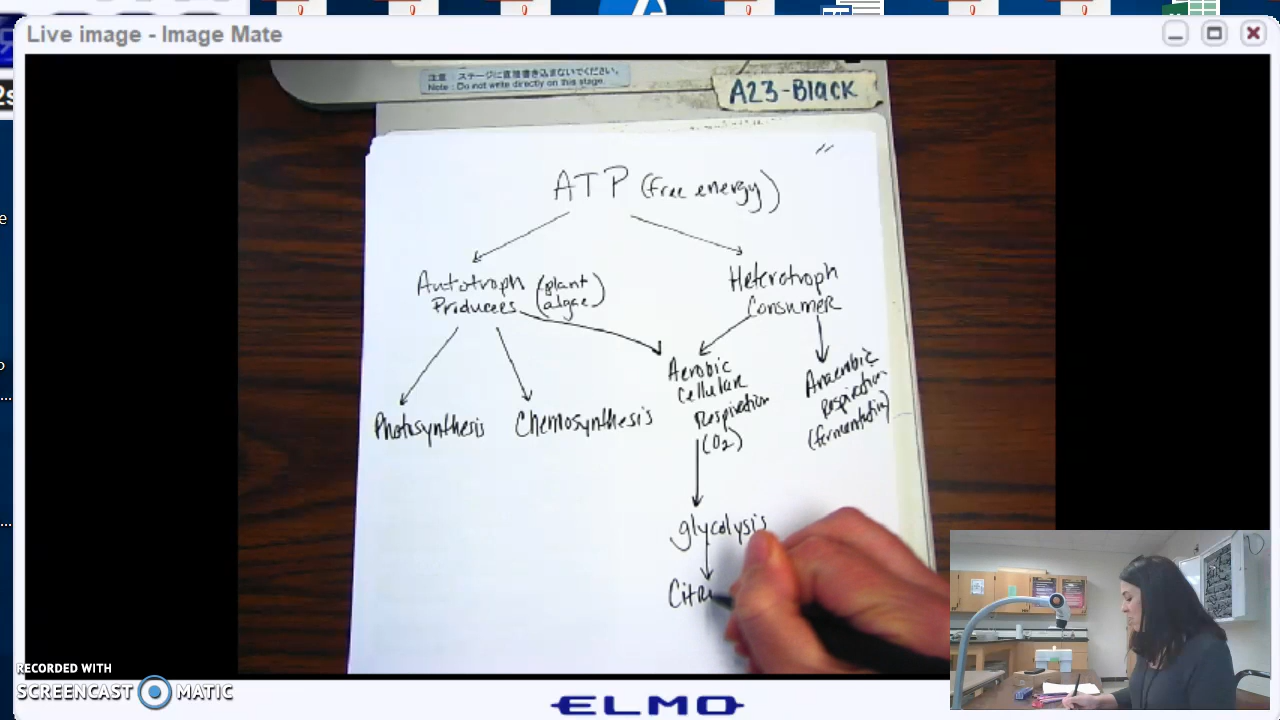 Live image - Image Mate
注意 : ステージに直接書き込まないでください。
Note : Do not write directly on this stage.
A23-Black
ATP (free energy)
Autotroph
Producers
(plant
algae)
Heterotroph
Consumer
Photosynthesis
Chemosynthesis
Aerobic
Cellular
Respiration
(O2)
Anaerobic
Respiration
(fermentation)
glycolysis
Citr
RECORDED WITH
SCREENCAST MATIC
ELMO